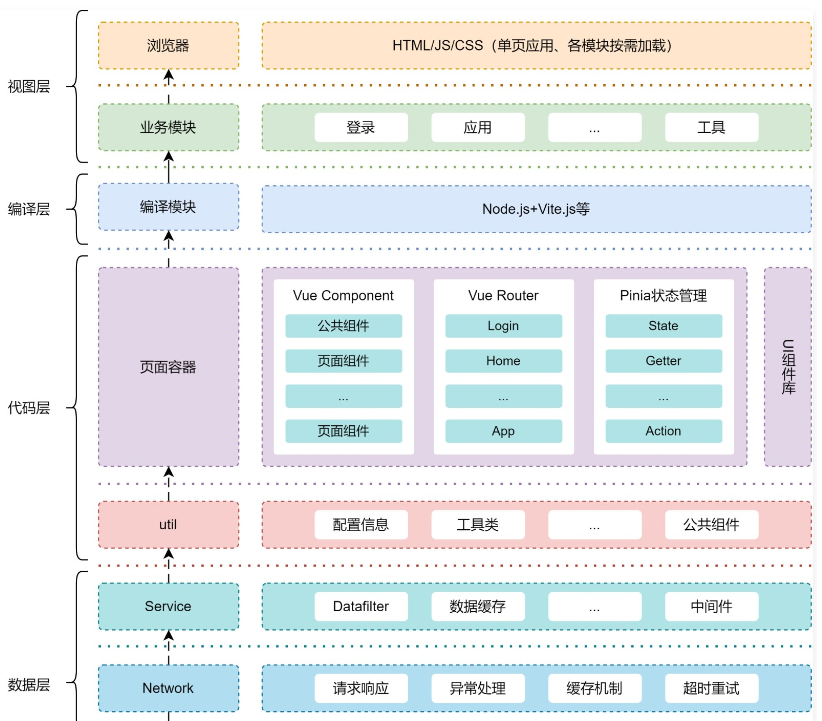 视图层
浏览器
HTML/JS/CSS（单页应用、各模块按需加载）
业务模块
登录
应用
...
工具
编译层
编译模块
Node.js+Vite.js等
代码层
页面容器
Vue Component
公共组件
页面组件
...
页面组件
Vue Router
Login
Home
...
App
Pinia状态管理
State
Getter
...
Action
UI组件库
util
配置信息
工具类
...
公共组件
数据层
Service
Datafilter
数据缓存
...
中间件
Network
请求响应
异常处理
缓存机制
超时重试